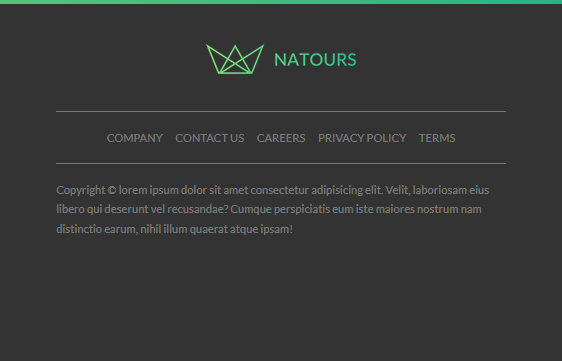 NATOURS
COMPANY CONTACT US CAREERS PRIVACY POLICY TERMS
Copyright © lorem ipsum dolor sit amet consectetur adipisicing elit. Velit, laboriosam eius
libero qui deserunt vel recusandae? Cumque perspiciatis eum iste maiores nostrum nam
distinctio earum, nihil illum quaerat atque ipsam!